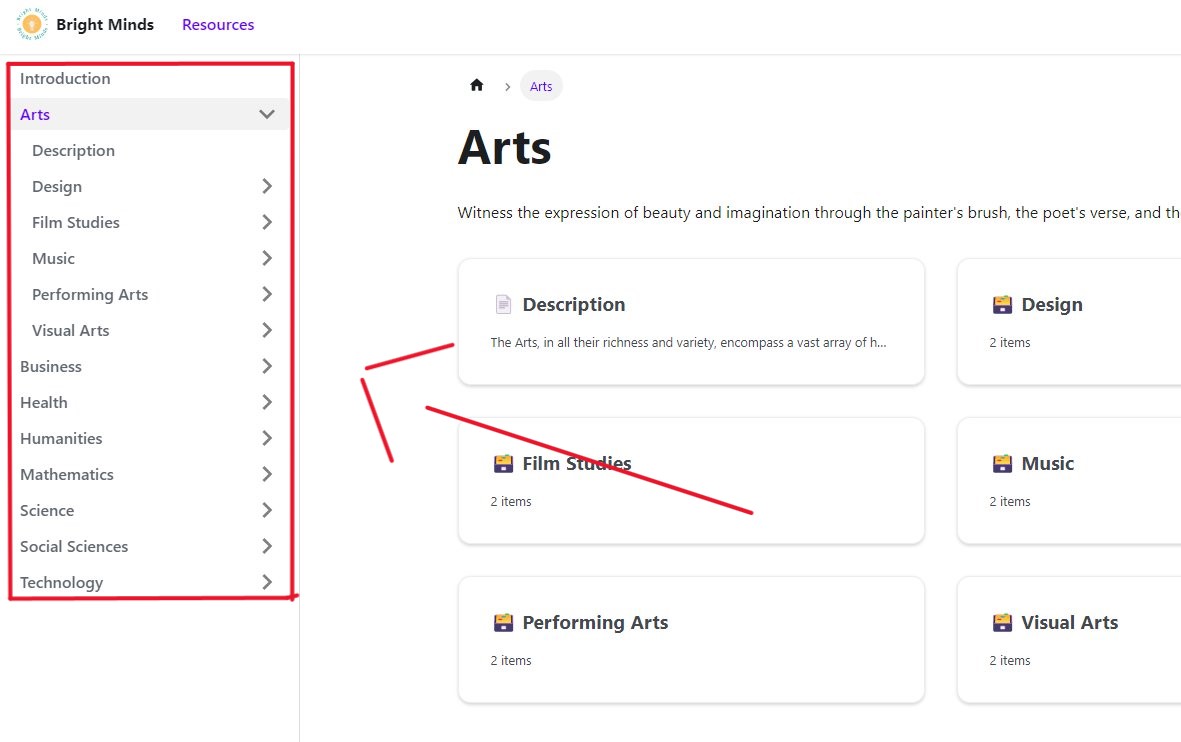 Bright Minds Resources
Introduction
Arts
Description
Design
Film Studies
Music
Performing Arts
Visual Arts
Business
Health
Humanities
Mathematics
Science
Social Sciences
Technology
Arts
Arts
Witness the expression of beauty and imagination through the painter's brush, the poet's verse, and
Description
The Arts, in all their richness and variety, encompass a vast array of h...
Design
2 items
Film Studies
2 items
Music
2 items
Performing Arts
2 items
Visual Arts
2 items